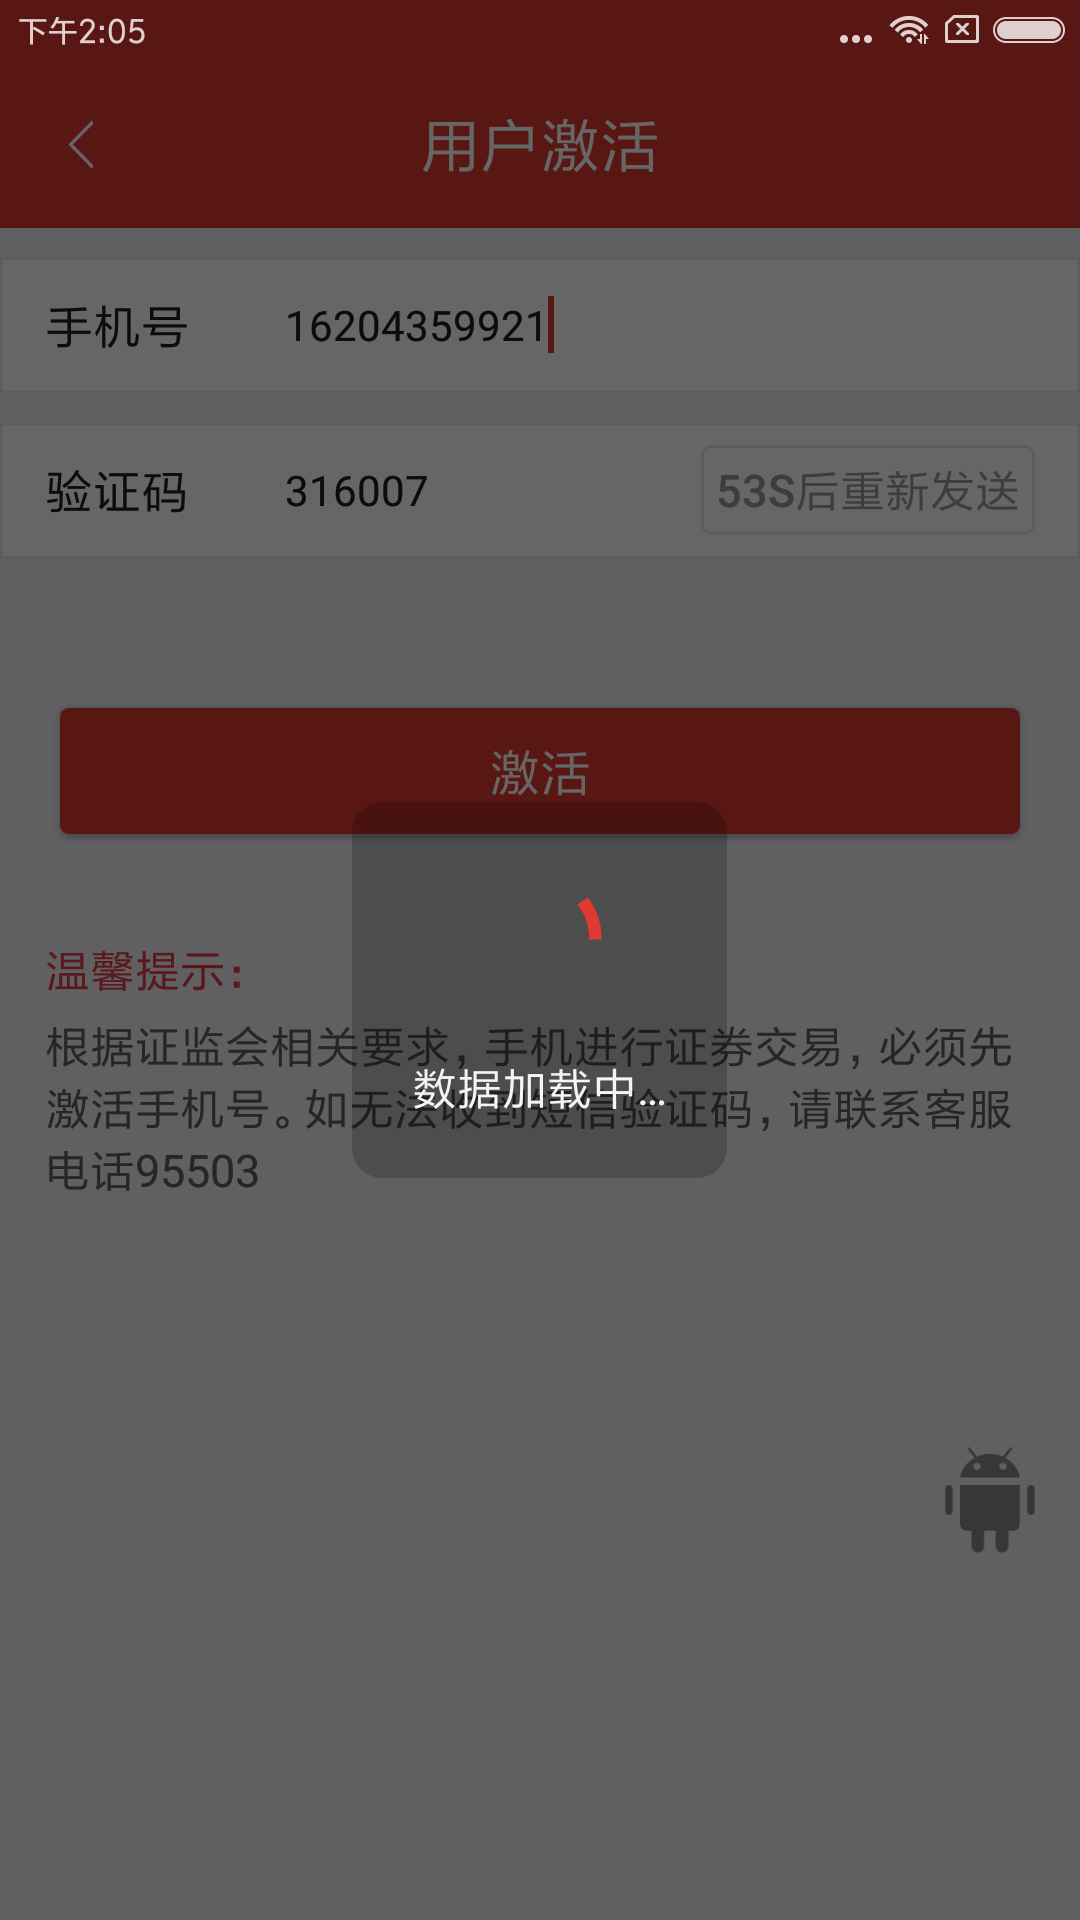 下午2:05
用户激活
手机号 16204359921
验证码 316007 53S后重新发送
激活
温馨提示：
根据证监会相关要求，手机进行证券交易，必须先
激活手机号。如无法收到短信验证码，请联系客服
电话95503
数据加载中...